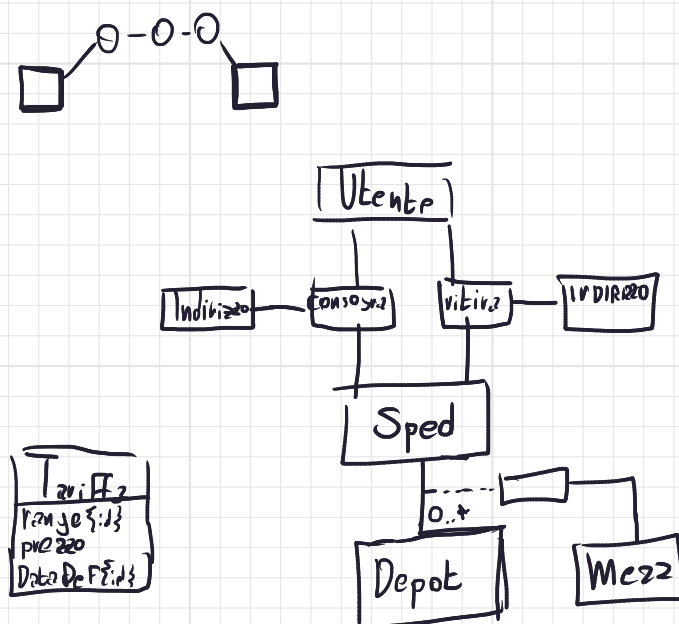 Utente
Indirizzo
Consegna
ritira
INDIRIZZO
Sped
Tariffa
range{id}
prezzo
DataDeF{id}
0..*
Depot
Mezz